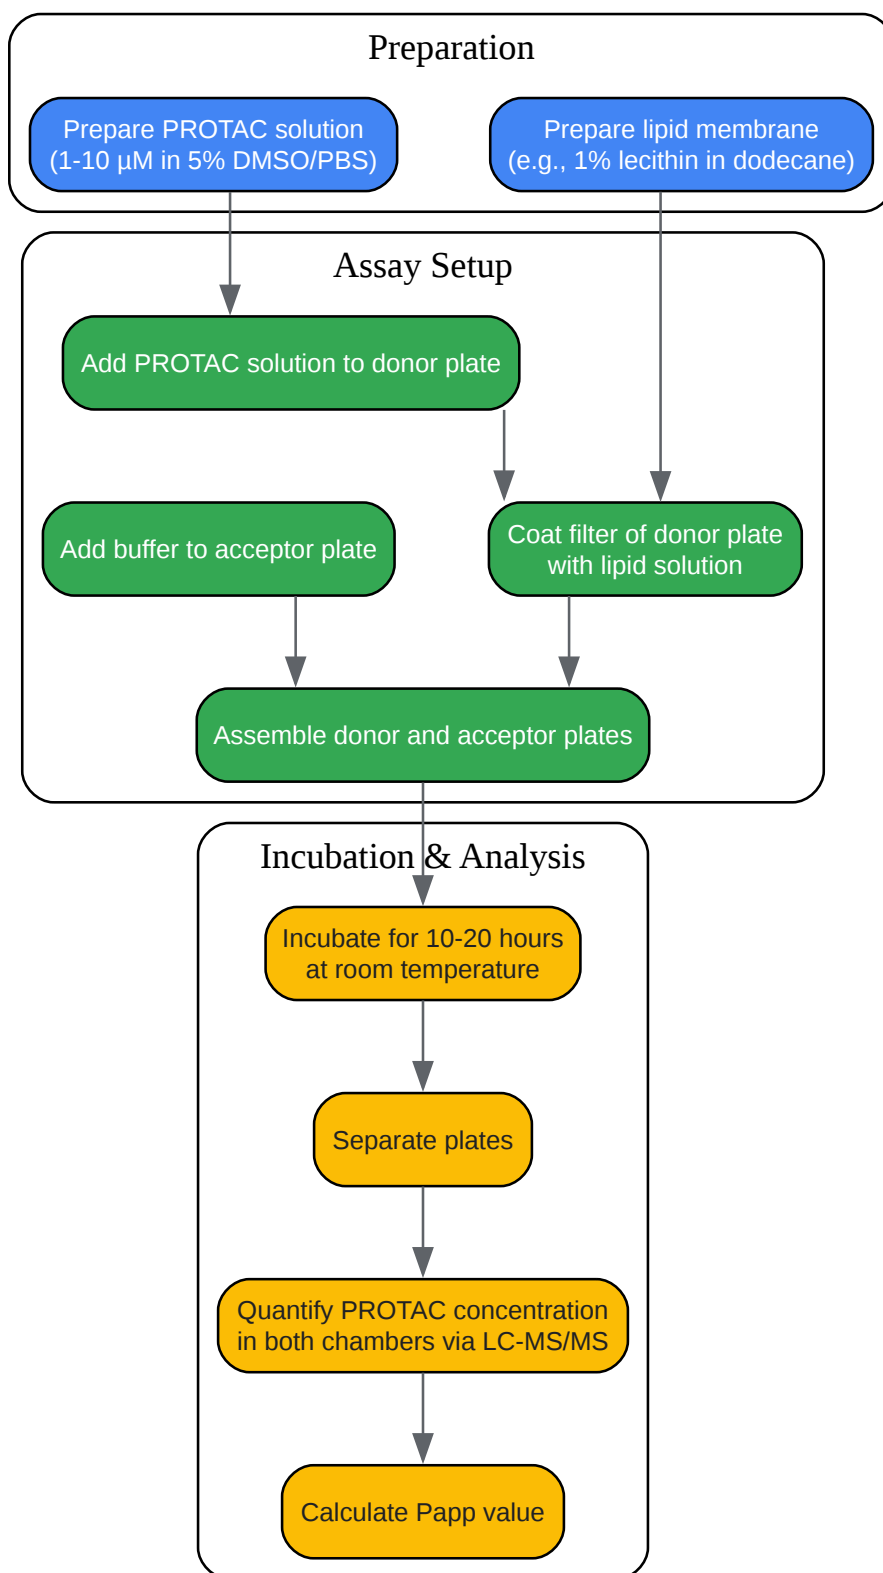 Preparation
Prepare PROTAC solution
(1-10 µM in 5% DMSO/PBS)
Prepare lipid membrane
(e.g., 1% lecithin in dodecane)
Assay Setup
Add PROTAC solution to donor plate
Add buffer to acceptor plate
Coat filter of donor plate
with lipid solution
Assemble donor and acceptor plates
Incubation & Analysis
Incubate for 10-20 hours
at room temperature
Separate plates
Quantify PROTAC concentration
in both chambers via LC-MS/MS
Calculate Papp value